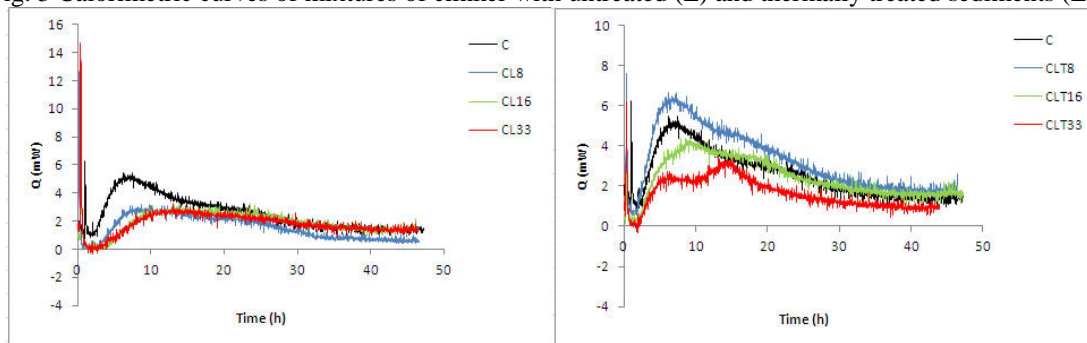 Fig. 3 Calorimetric curves of mixtures of clinker with untreated (L) and thermally treated sediments (L
16
14
12
10
8
6
4
2
0
-2
-4
Q (mW)
0 10 20 30 40 50
Time (h)
C
CL8
CL16
CL33
10
8
6
4
2
0
-2
-4
Q (mW)
0 10 20 30 40 50
Time (h)
C
CLT8
CLT16
CLT33